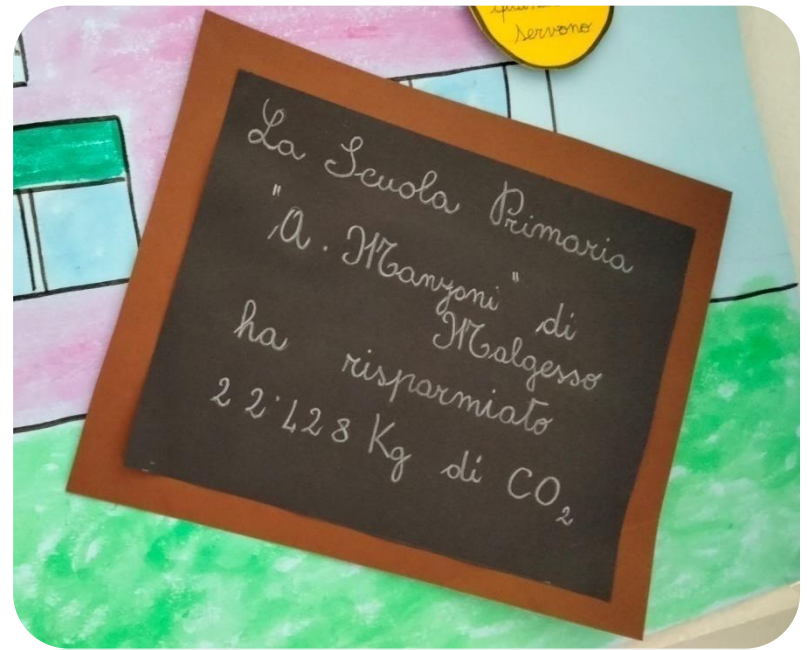 servono
La Scuola Primaria
"A. Manzoni" di
Malgesso
ha risparmiato
22'428 Kg di CO₂